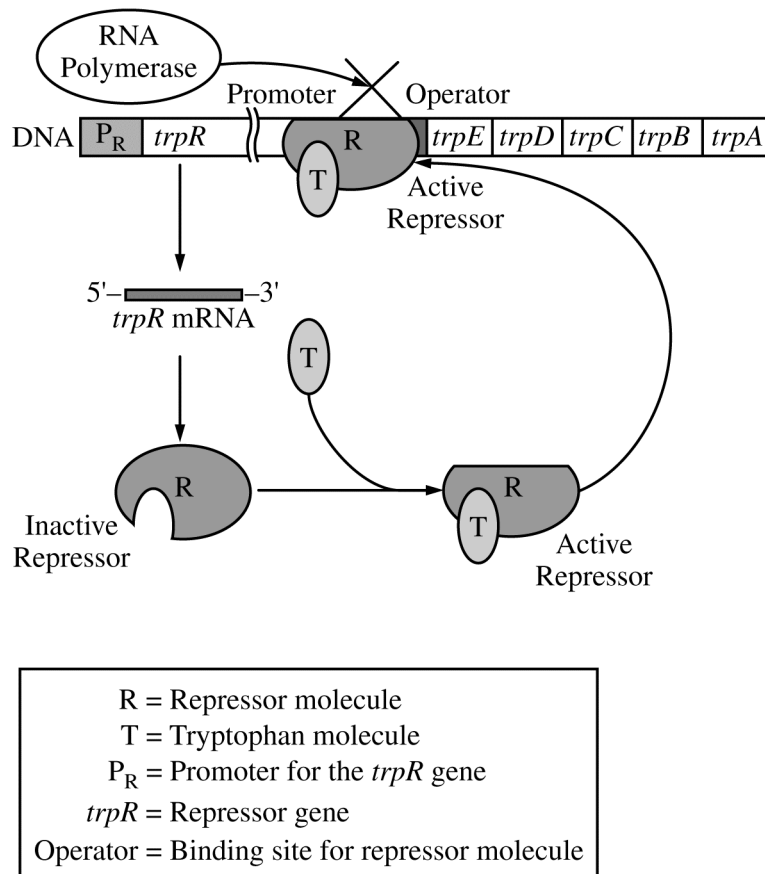 RNA
Polymerase
Promoter
Operator
DNA
P_R
trpR
R
trpE
trpD
trpC
trpB
trpA
T
Active
Repressor
5'– –3'
trpR mRNA
T
R
Inactive
Repressor
R
T
Active
Repressor
R = Repressor molecule
T = Tryptophan molecule
P_R = Promoter for the trpR gene
trpR = Repressor gene
Operator = Binding site for repressor molecule